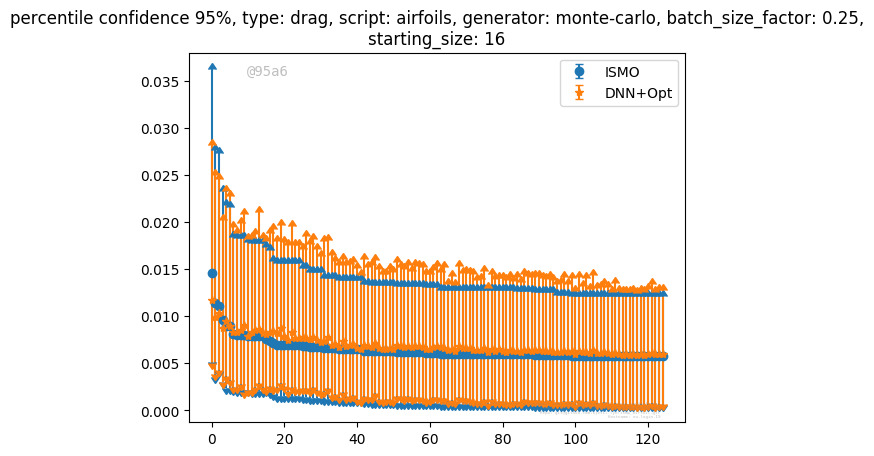 percentile confidence 95%, type: drag, script: airfoils, generator: monte-carlo, batch_size_factor: 0.25,
starting_size: 16
@95a6
ISMO
DNN+Opt
0.035
0.030
0.025
0.020
0.015
0.010
0.005
0.000
0 20 40 60 80 100 120